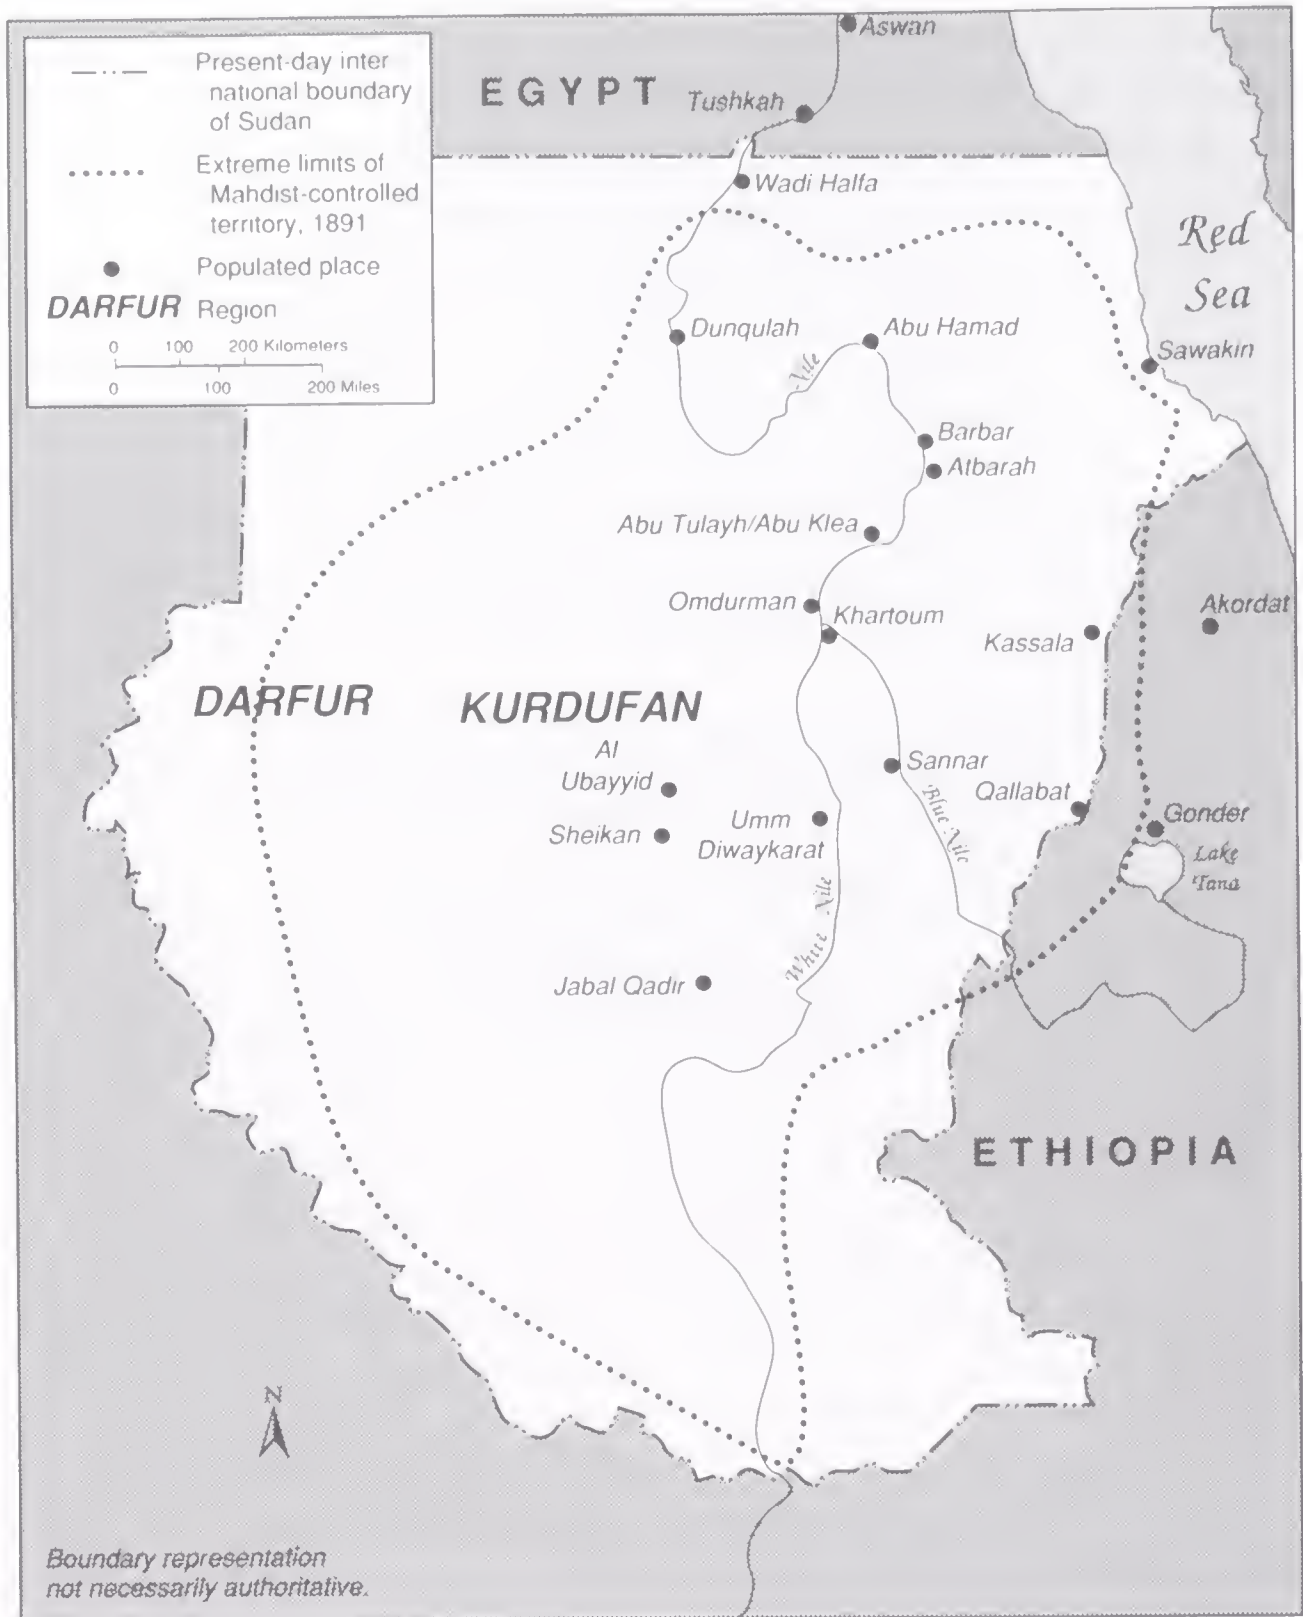 Present-day inter
national boundary
of Sudan
Extreme limits of
Mahdist-controlled
territory, 1891
Populated place
DARFUR Region
0 100 200 Kilometers
0 100 200 Miles
Aswan
EGYPT
Tushkah
Wadi Halfa
Red
Sea
Dunqulah
Abu Hamad
Nile
Sawakin
Barbar
Atbarah
Abu Tulayh/Abu Klea
Omdurman
Khartoum
Akordat
Kassala
DARFUR
KURDUFAN
Al
Ubayyid
Sannar
Qallabat
Blue Nile
Sheikan
Umm
Diwaykarat
Gonder
Lake
Tana
White Nile
Jabal Qadir
ETHIOPIA
N
Boundary representation
not necessarily authoritative.